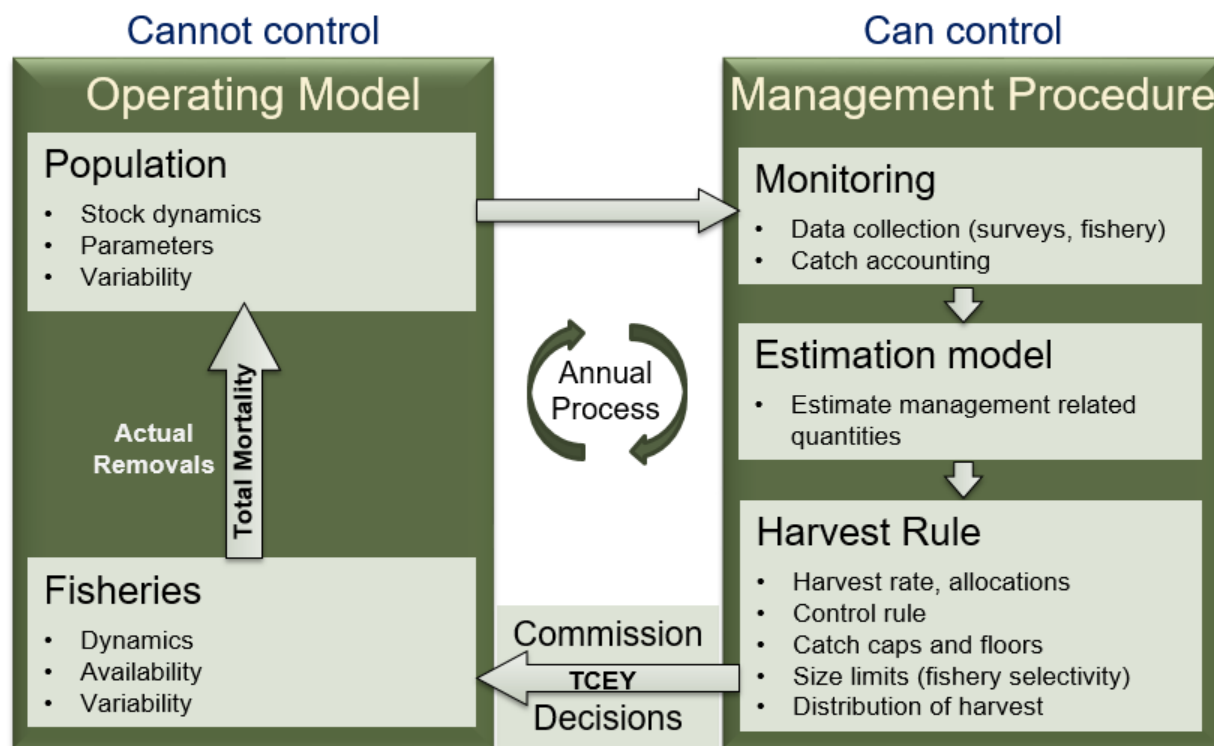 Cannot control
Can control
Operating Model
Population
• Stock dynamics
• Parameters
• Variability
Actual
Removals
Total Mortality
Fisheries
• Dynamics
• Availability
• Variability
Annual
Process
Commission
TCEY
Decisions
Management Procedure
Monitoring
• Data collection (surveys, fishery)
• Catch accounting
Estimation model
• Estimate management related
quantities
Harvest Rule
• Harvest rate, allocations
• Control rule
• Catch caps and floors
• Size limits (fishery selectivity)
• Distribution of harvest